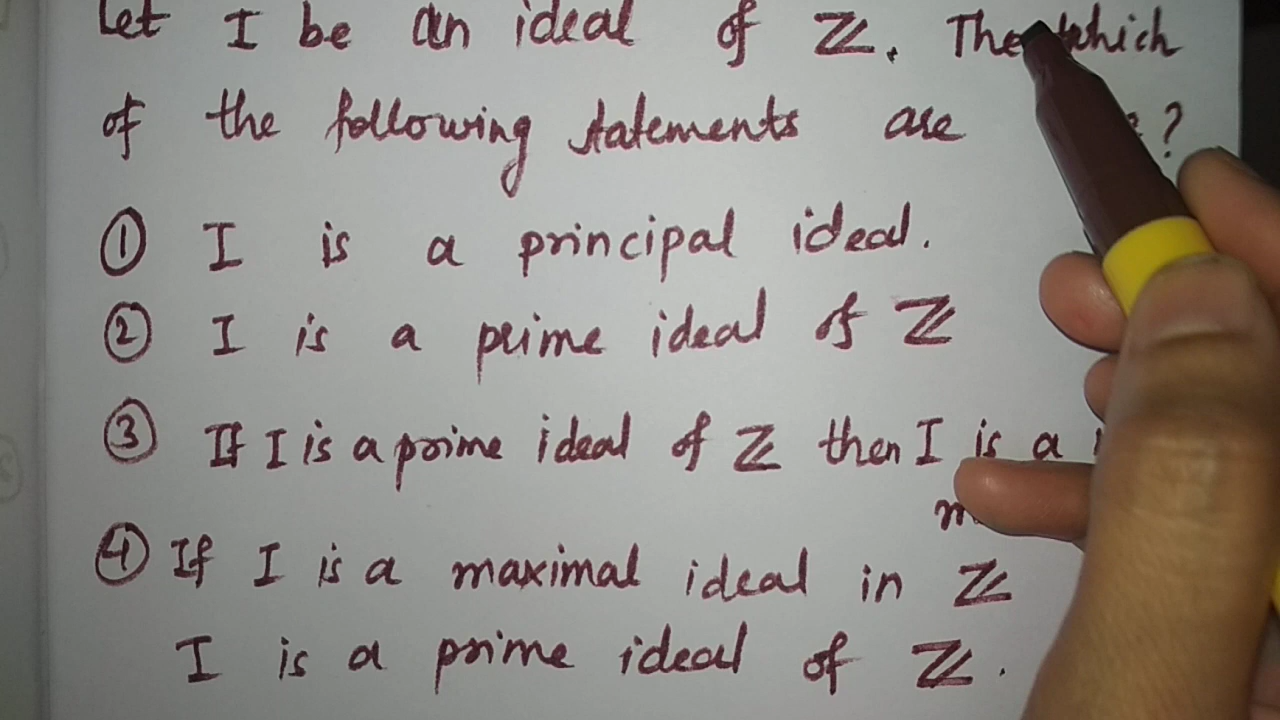 Let I be an ideal of ℤ. The which
of the following statements are ?
① I is a principal ideal.
② I is a prime ideal of ℤ
③ If I is a prime ideal of ℤ then I is a
④ If I is a maximal ideal in ℤ
I is a prime ideal of ℤ.